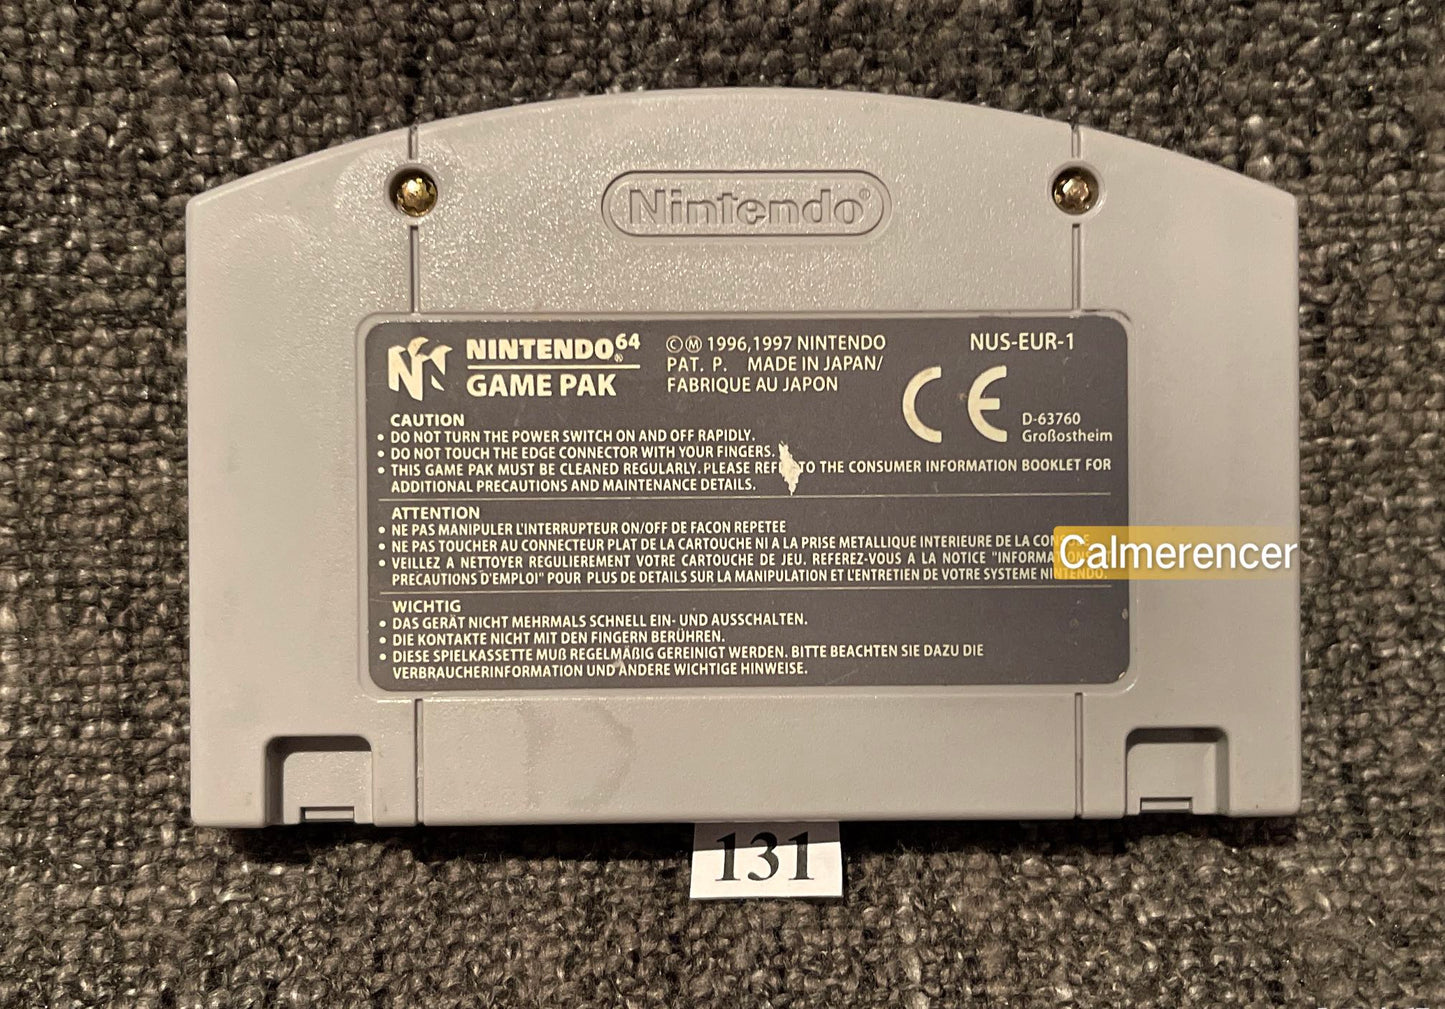 Nintendo®
NINTENDO64®
GAME PAK
©Ⓜ 1996,1997 NINTENDO
PAT. P. MADE IN JAPAN/
FABRIQUE AU JAPON
NUS-EUR-1
CE
D-63760
Großostheim
CAUTION
• DO NOT TURN THE POWER SWITCH ON AND OFF RAPIDLY.
• DO NOT TOUCH THE EDGE CONNECTOR WITH YOUR FINGERS.
• THIS GAME PAK MUST BE CLEANED REGULARLY. PLEASE TO THE CONSUMER INFORMATION BOOKLET FOR
ADDITIONAL PRECAUTIONS AND MAINTENANCE DETAILS.
ATTENTION
• NE PAS MANIPULER L'INTERRUPTEUR ON/OFF DE FACON REPETEE
• NE PAS TOUCHER AU CONNECTEUR PLAT DE LA CARTOUCHE NI A LA PRISE METALLIQUE INTERIEURE DE LA
• VEILLEZ A NETTOYER REGULIEREMENT VOTRE CARTOUCHE DE JEU. REFEREZ-VOUS A LA NOTICE
PRECAUTIONS D'EMPLOI" POUR PLUS DE DETAILS SUR LA MANIPULATION ET L'ENTRETIEN DE VOTRE SYSTEME NINTENDO.
Calmerencer
WICHTIG
• DAS GERÄT NICHT MEHRMALS SCHNELL EIN- UND AUSSCHALTEN.
• DIE KONTAKTE NICHT MIT DEN FINGERN BERÜHREN.
• DIESE SPIELKASSETTE MUß REGELMÄßIG GEREINIGT WERDEN. BITTE BEACHTEN SIE DAZU DIE
VERBRAUCHERINFORMATION UND ANDERE WICHTIGE HINWEISE.
131